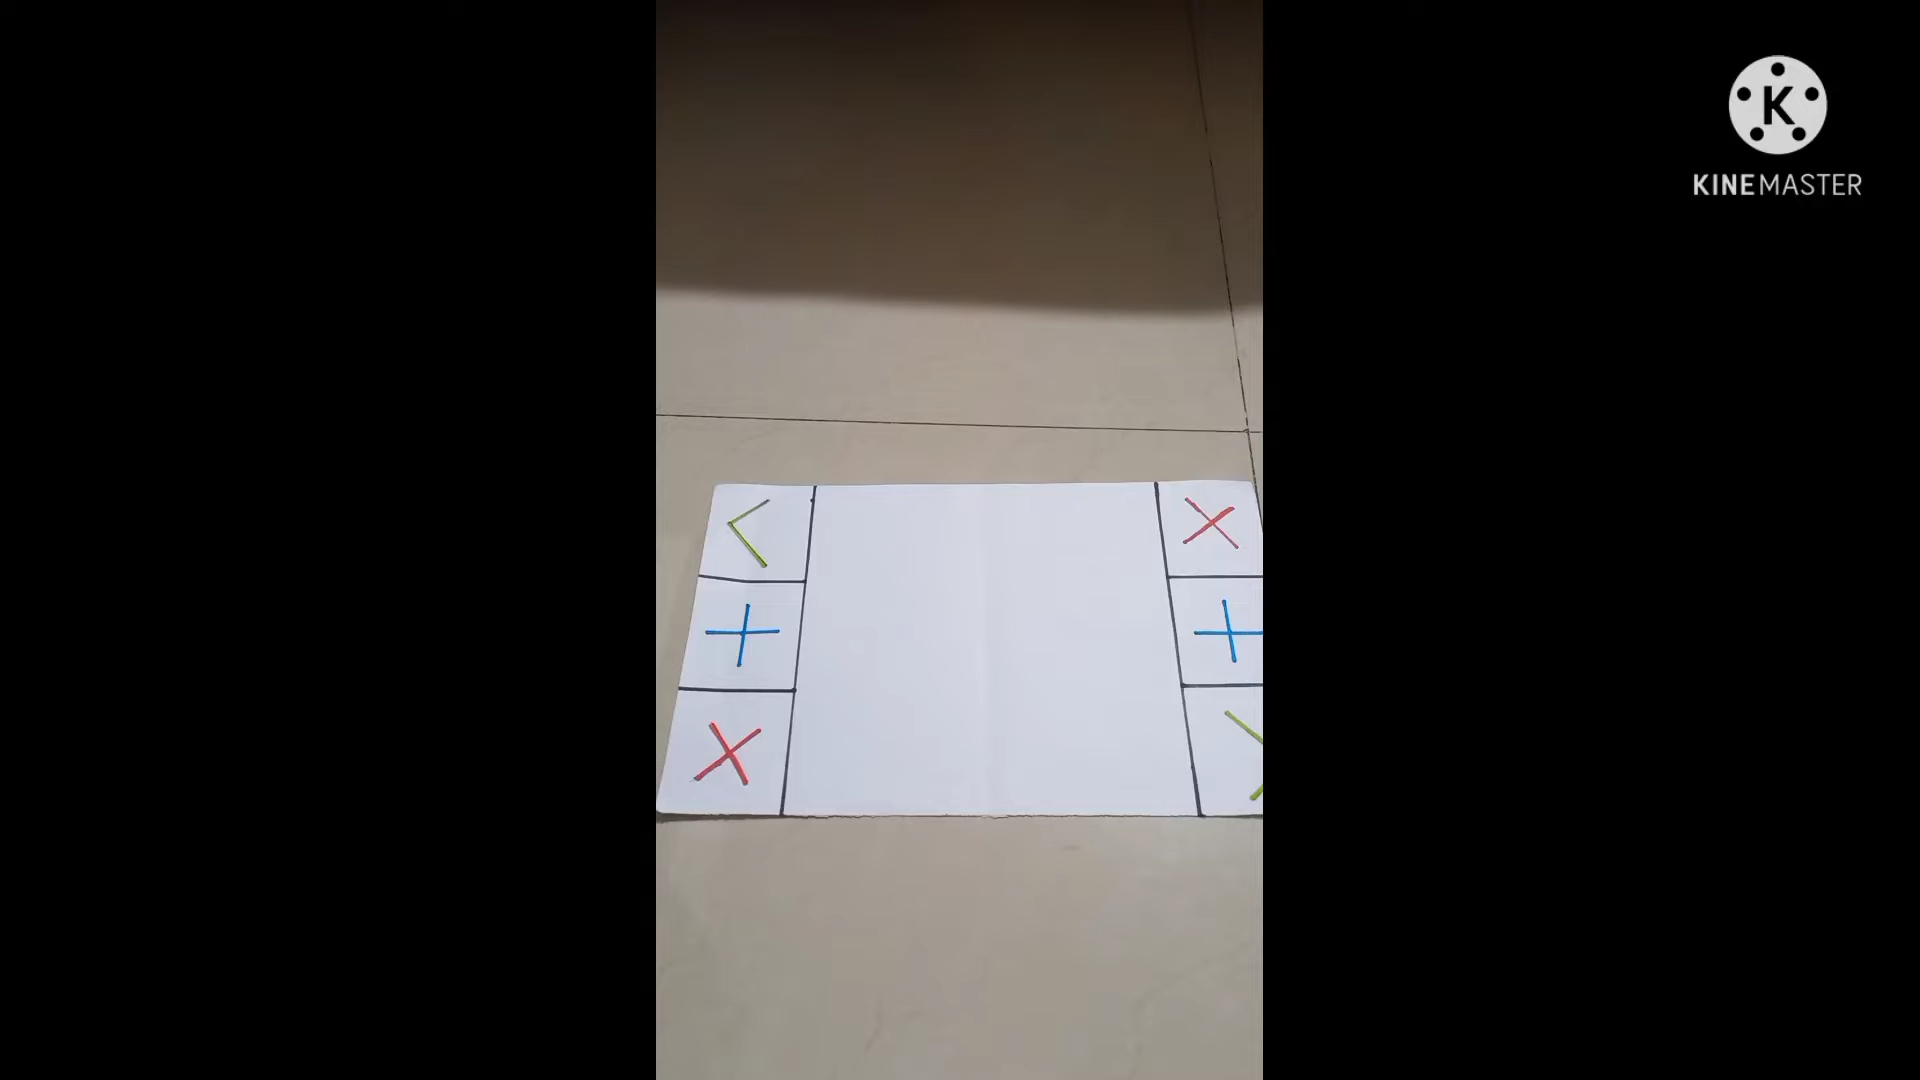 K
KINEMASTER
< ×
+ +
× >